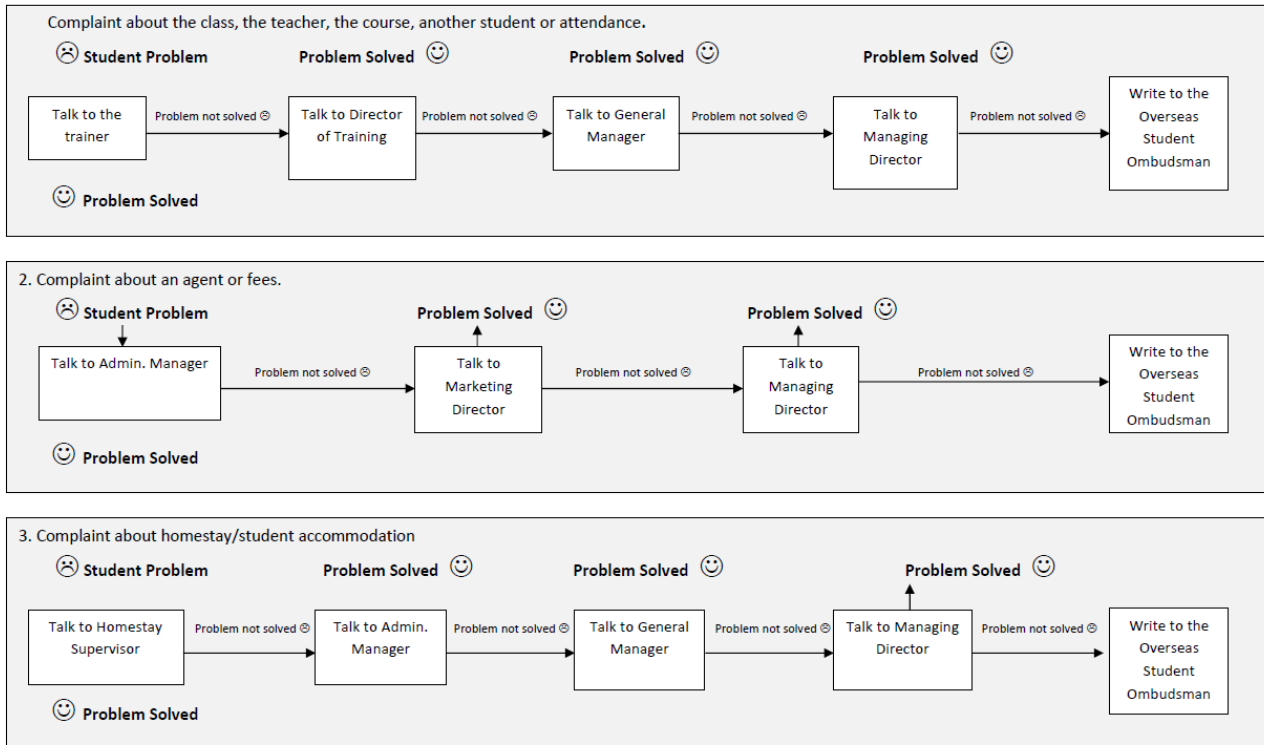 Complaint about the class, the teacher, the course, another student or attendance.
Student Problem
Problem Solved
Problem Solved
Problem Solved
Talk to the
trainer
Problem not solved ☹
Talk to Director
of Training
Problem not solved ☹
Talk to General
Manager
Problem not solved ☹
Talk to
Managing
Director
Problem not solved ☹
Write to the
Overseas
Student
Ombudsman
Problem Solved
2. Complaint about an agent or fees.
Student Problem
Problem Solved
Problem Solved
Talk to Admin. Manager
Problem not solved ☹
Talk to
Marketing
Director
Problem not solved ☹
Talk to
Managing
Director
Problem not solved ☹
Write to the
Overseas
Student
Ombudsman
Problem Solved
3. Complaint about homestay/student accommodation
Student Problem
Problem Solved
Problem Solved
Problem Solved
Talk to Homestay
Supervisor
Problem not solved ☹
Talk to Admin.
Manager
Problem not solved ☹
Talk to General
Manager
Problem not solved ☹
Talk to Managing
Director
Problem not solved ☹
Write to the
Overseas
Student
Ombudsman
Problem Solved